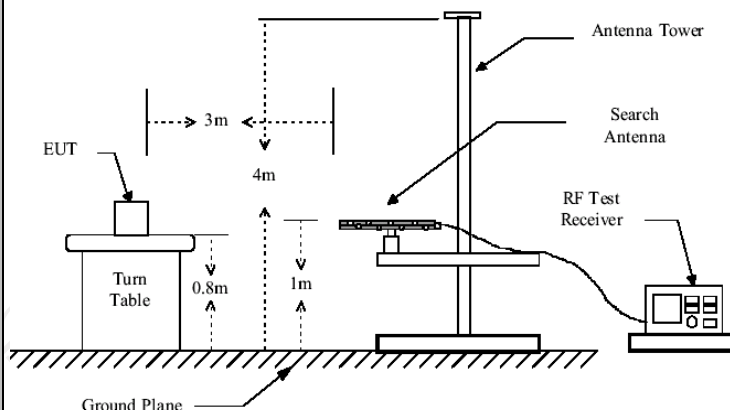 Antenna Tower
3m
Search
Antenna
EUT
4m
RF Test
Receiver
Turn
Table
0.8m
1m
Ground Plane